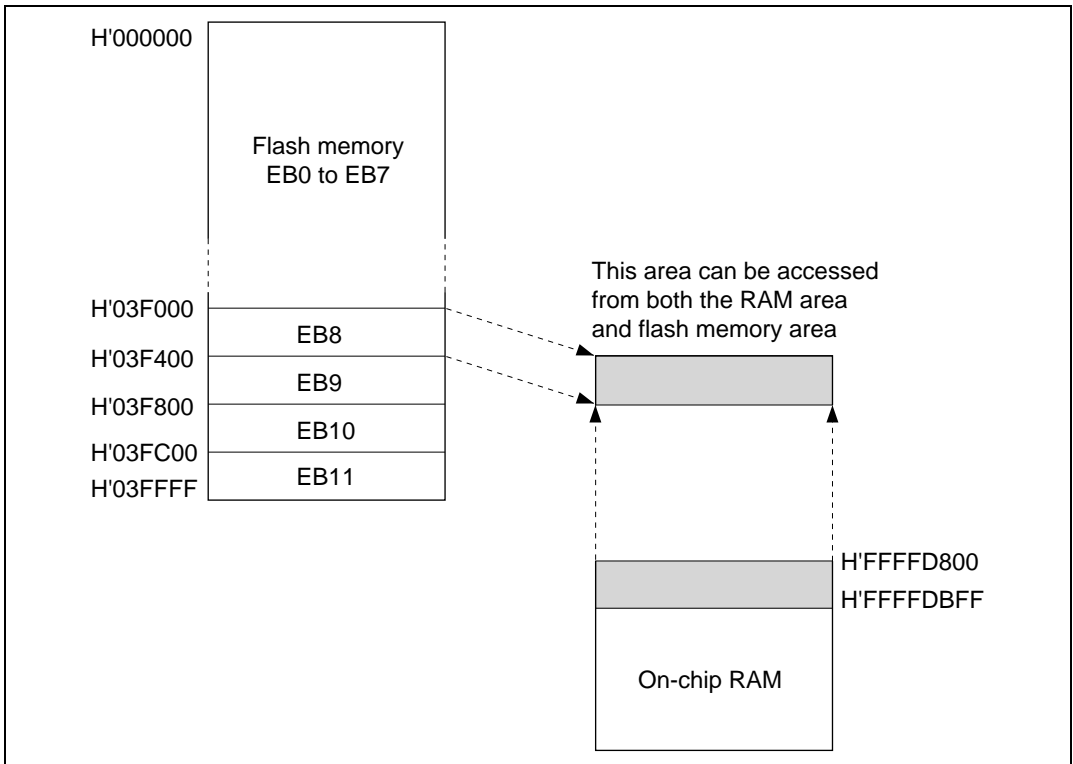 H'000000
Flash memory
EB0 to EB7
This area can be accessed
from both the RAM area
and flash memory area
H'03F000
EB8
H'03F400
EB9
H'03F800
EB10
H'03FC00
EB11
H'03FFFF
H'FFFFD800
H'FFFFDBFF
On-chip RAM